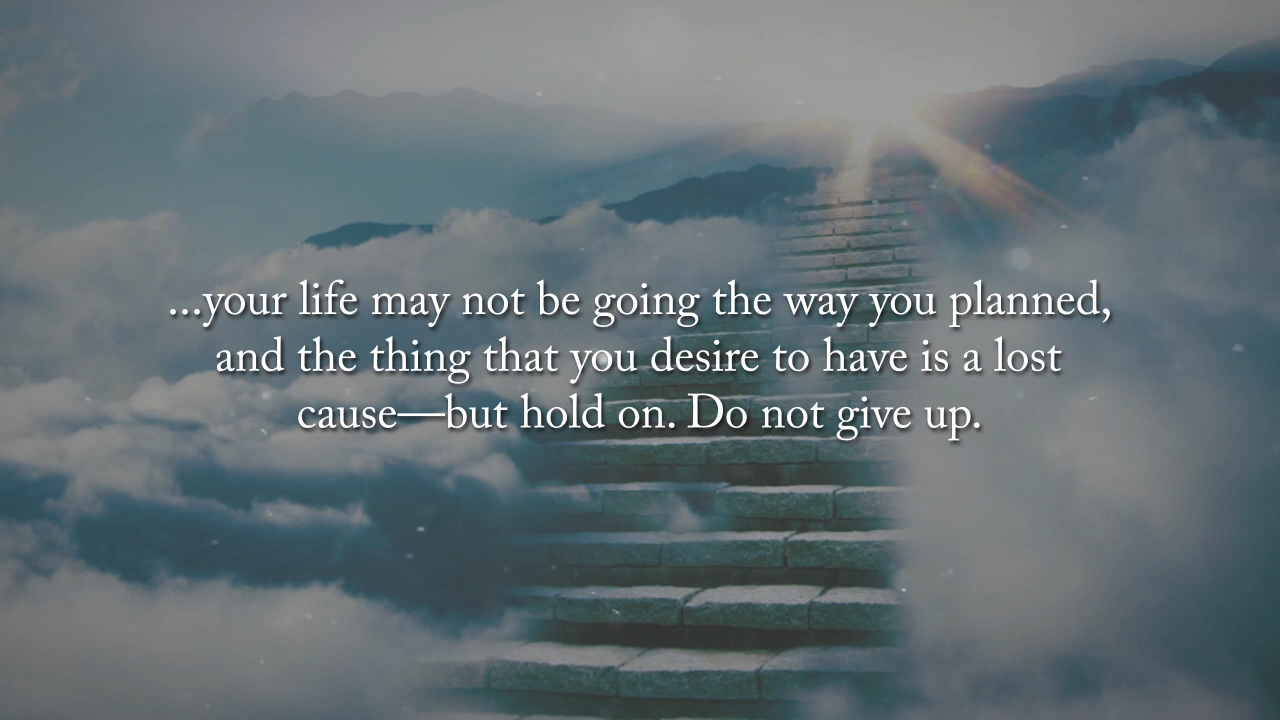 ...your life may not be going the way you planned,
and the thing that you desire to have is a lost
cause—but hold on. Do not give up.